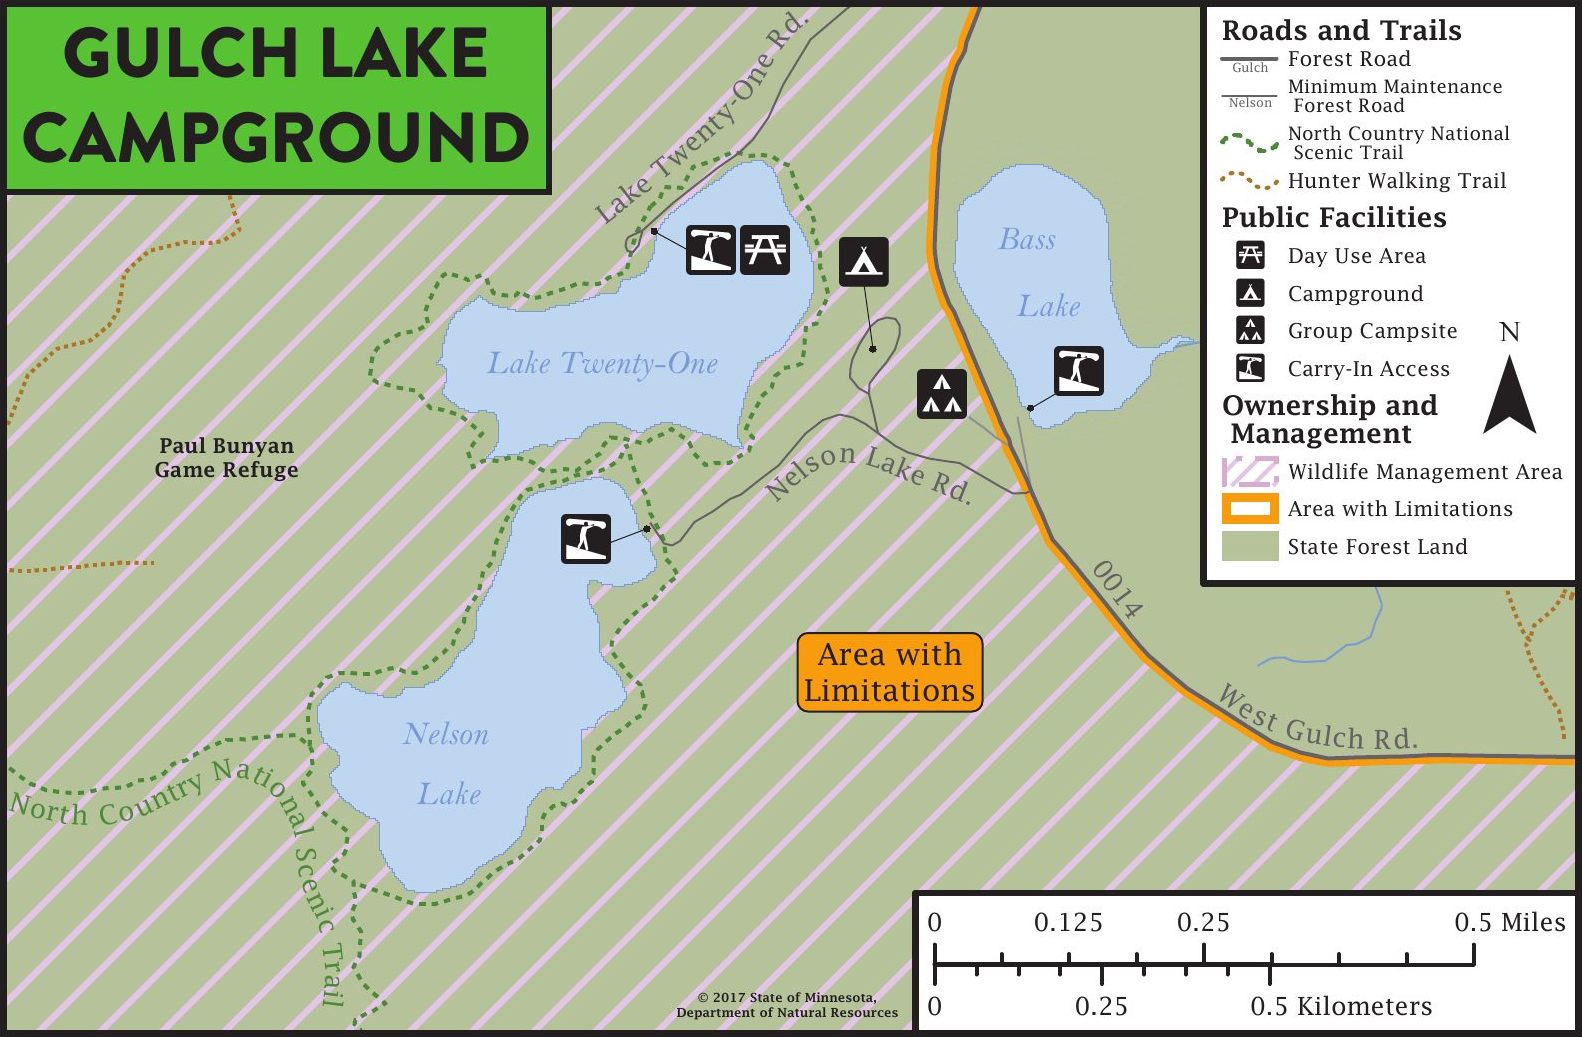 GULCH LAKE
CAMPGROUND
Lake Twenty-One Rd.
Roads and Trails
Gulch
Forest Road
Nelson
Minimum Maintenance
Forest Road
North Country National
Scenic Trail
Hunter Walking Trail
Public Facilities
Day Use Area
Campground
Group Campsite
Carry-In Access
N
Ownership and
Management
Wildlife Management Area
Area with Limitations
State Forest Land
Bass
Lake
Lake Twenty-One
Paul Bunyan
Game Refuge
Nelson Lake Rd.
0014
Area with
Limitations
West Gulch Rd.
Nelson
Lake
North Country National Scenic Trail
0 0.125 0.25 0.5 Miles
0 0.25 0.5 Kilometers
© 2017 State of Minnesota,
Department of Natural Resources